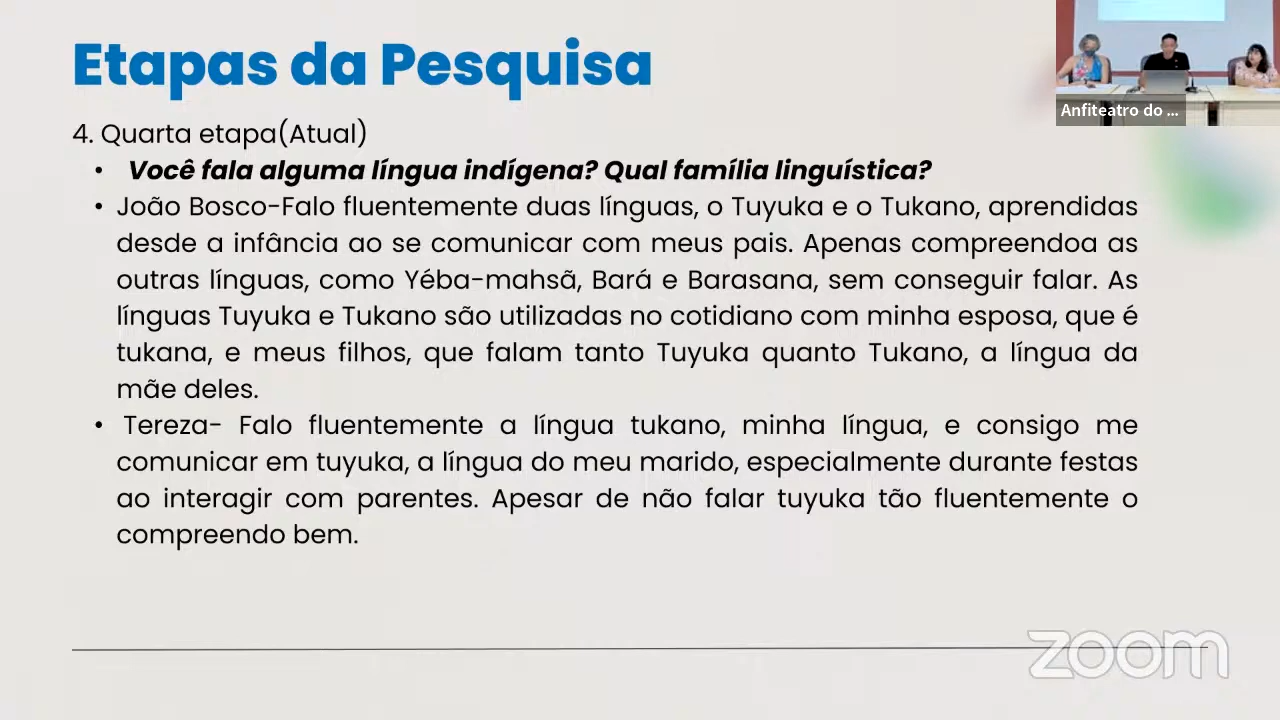 Etapas da Pesquisa
4. Quarta etapa(Atual)
• Você fala alguma língua indígena? Qual família linguística?
• João Bosco-Falo fluentemente duas línguas, o Tuyuka e o Tukano, aprendidas
desde a infância ao se comunicar com meus pais. Apenas compreendoa as
outras línguas, como Yéba-mahsã, Bará e Barasana, sem conseguir falar. As
línguas Tuyuka e Tukano são utilizadas no cotidiano com minha esposa, que é
tukana, e meus filhos, que falam tanto Tuyuka quanto Tukano, a língua da
mãe deles.
• Tereza- Falo fluentemente a língua tukano, minha língua, e consigo me
comunicar em tuyuka, a língua do meu marido, especialmente durante festas
ao interagir com parentes. Apesar de não falar tuyuka tão fluentemente o
compreendo bem.
Anfiteatro do ...
zoom